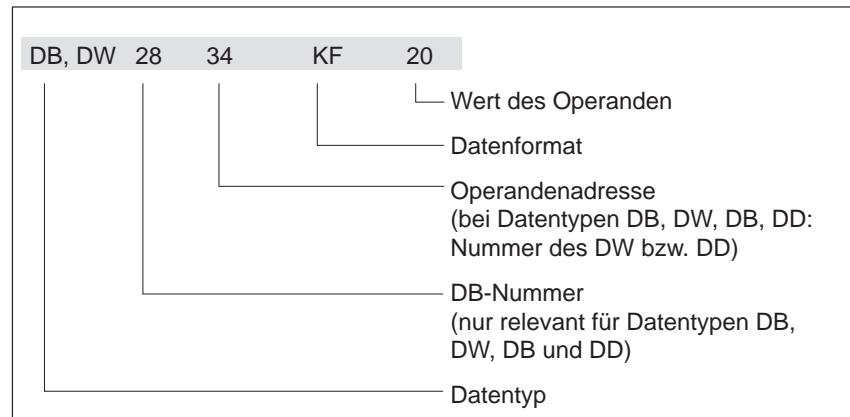 DB, DW 28 34 KF 20
Wert des Operanden
Datenformat
Operandenadresse
(bei Datentypen DB, DW, DB, DD:
Nummer des DW bzw. DD)
DB-Nummer
(nur relevant für Datentypen DB,
DW, DB und DD)
Datentyp